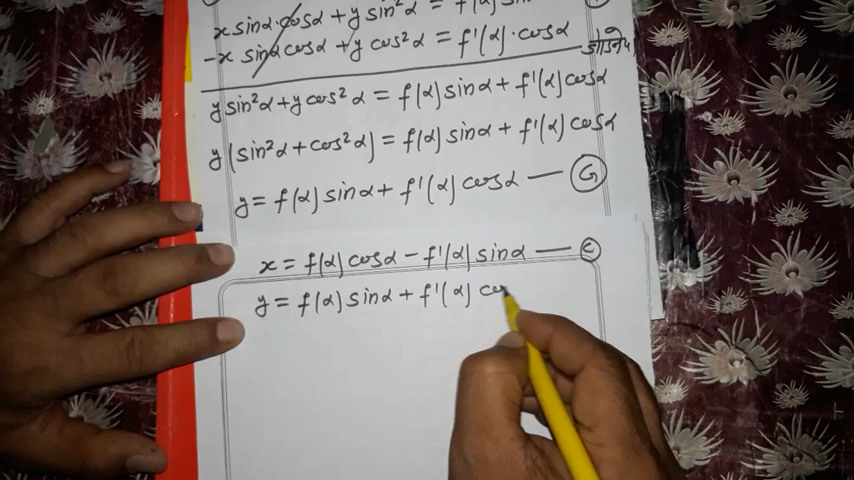 x sinα·cosα + y sin²α = f(α) sin
-x sinα cosα + y cos²α = f'(α)·cosα
y sin²α + y cos²α = f(α) sinα + f'(α) cosα
y (sin²α + cos²α) = f(α) sinα + f'(α) cosα
y = f(α) sinα + f'(α) cosα — G
x = f(α) cosα - f'(α) sinα — C
y = f(α) sinα + f'(α) co